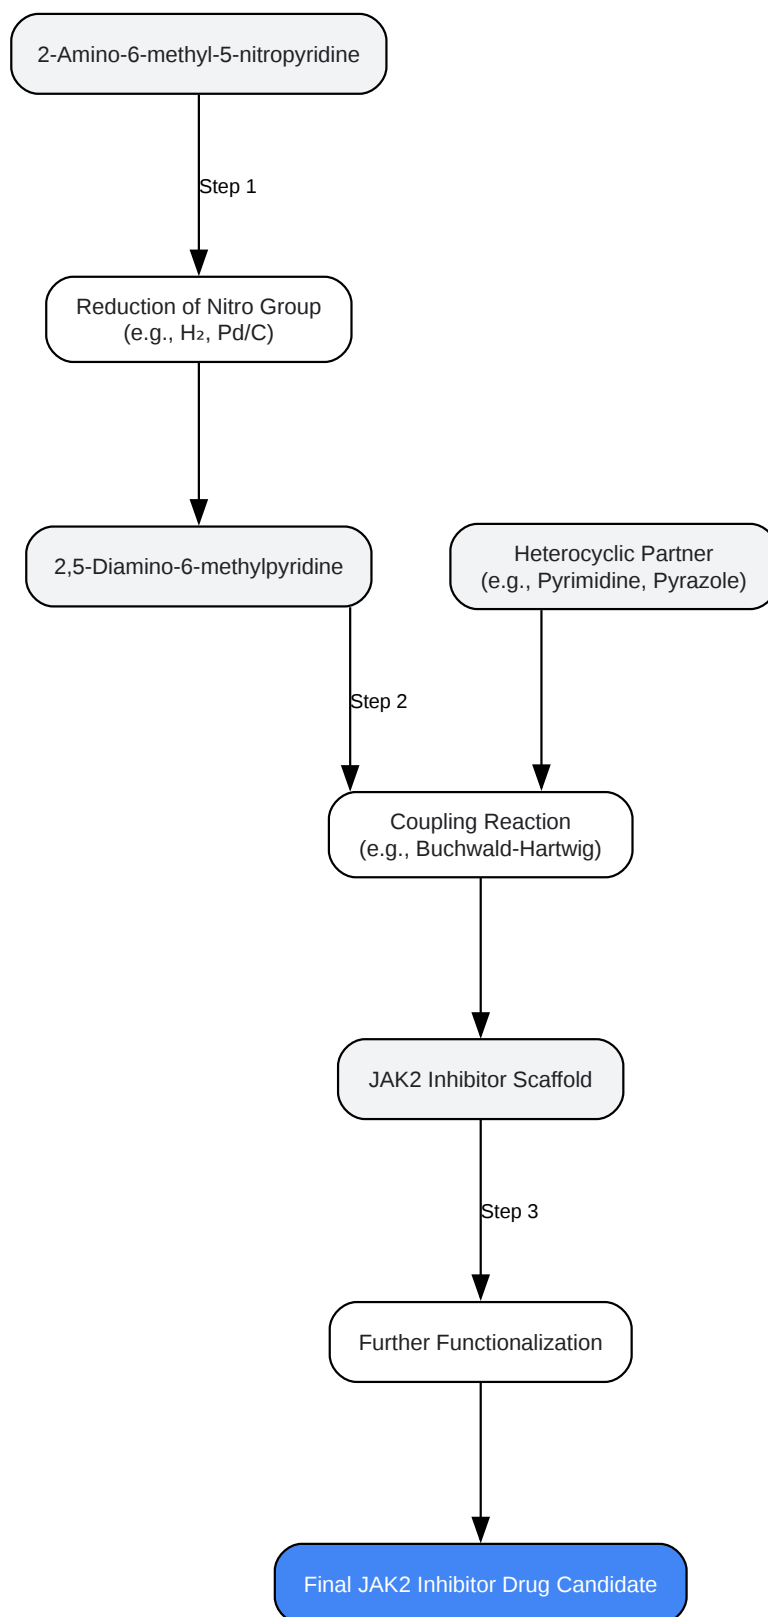 2-Amino-6-methyl-5-nitropyridine
Step 1
Reduction of Nitro Group
(e.g., H₂, Pd/C)
2,5-Diamino-6-methylpyridine
Heterocyclic Partner
(e.g., Pyrimidine, Pyrazole)
Step 2
Coupling Reaction
(e.g., Buchwald-Hartwig)
JAK2 Inhibitor Scaffold
Step 3
Further Functionalization
Final JAK2 Inhibitor Drug Candidate